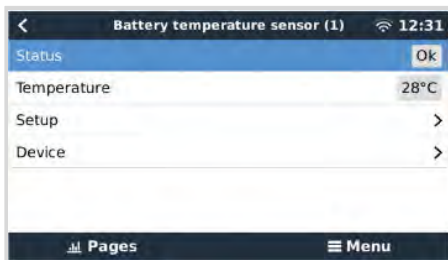 Battery temperature sensor (1) 12:31
Status Ok
Temperature 28°C
Setup
Device
Pages Menu